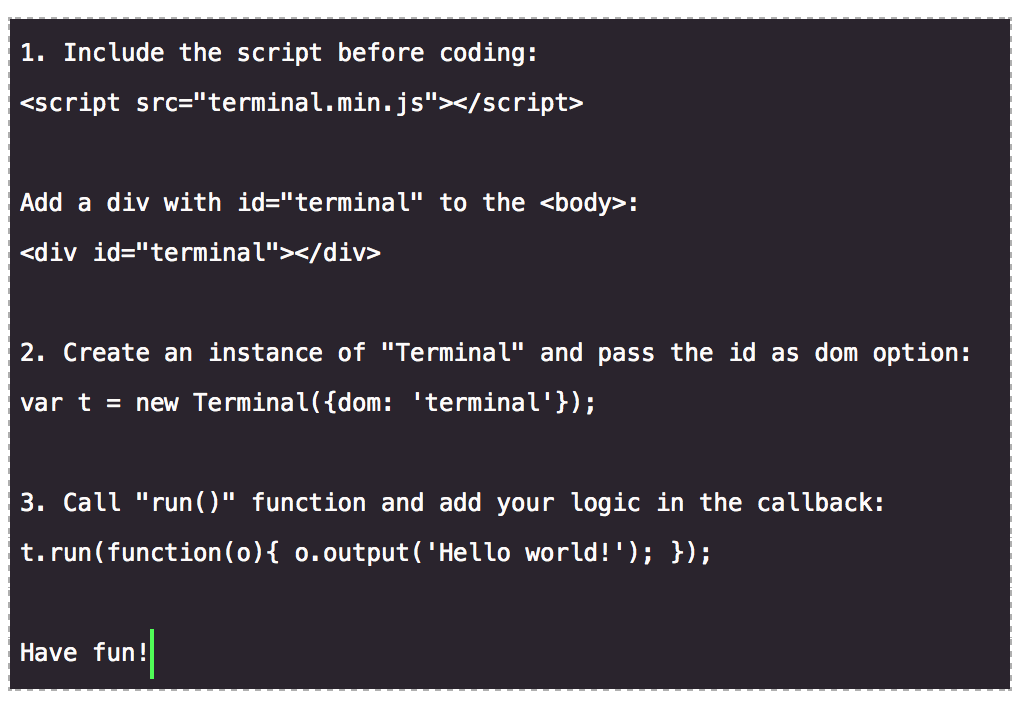 1. Include the script before coding:
<script src="terminal.min.js"></script>
Add a div with id="terminal" to the <body>:
<div id="terminal"></div>
2. Create an instance of "Terminal" and pass the id as dom option:
var t = new Terminal({dom: 'terminal'});
3. Call "run()" function and add your logic in the callback:
t.run(function(o){ o.output('Hello world!'); });
Have fun!